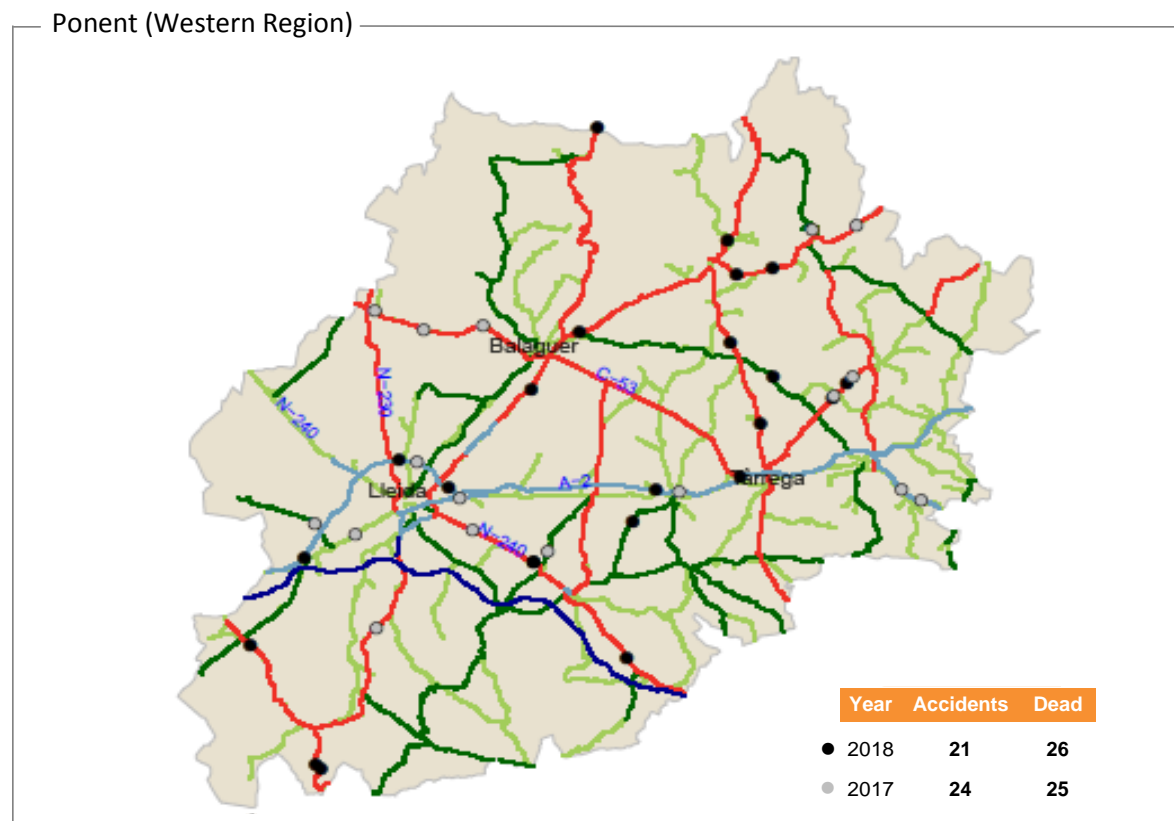 Ponent (Western Region)
Balaguer
C-53
N-230
N-240
Lleida
A-2
Tàrrega
N-240
Year Accidents Dead
2018 21 26
2017 24 25